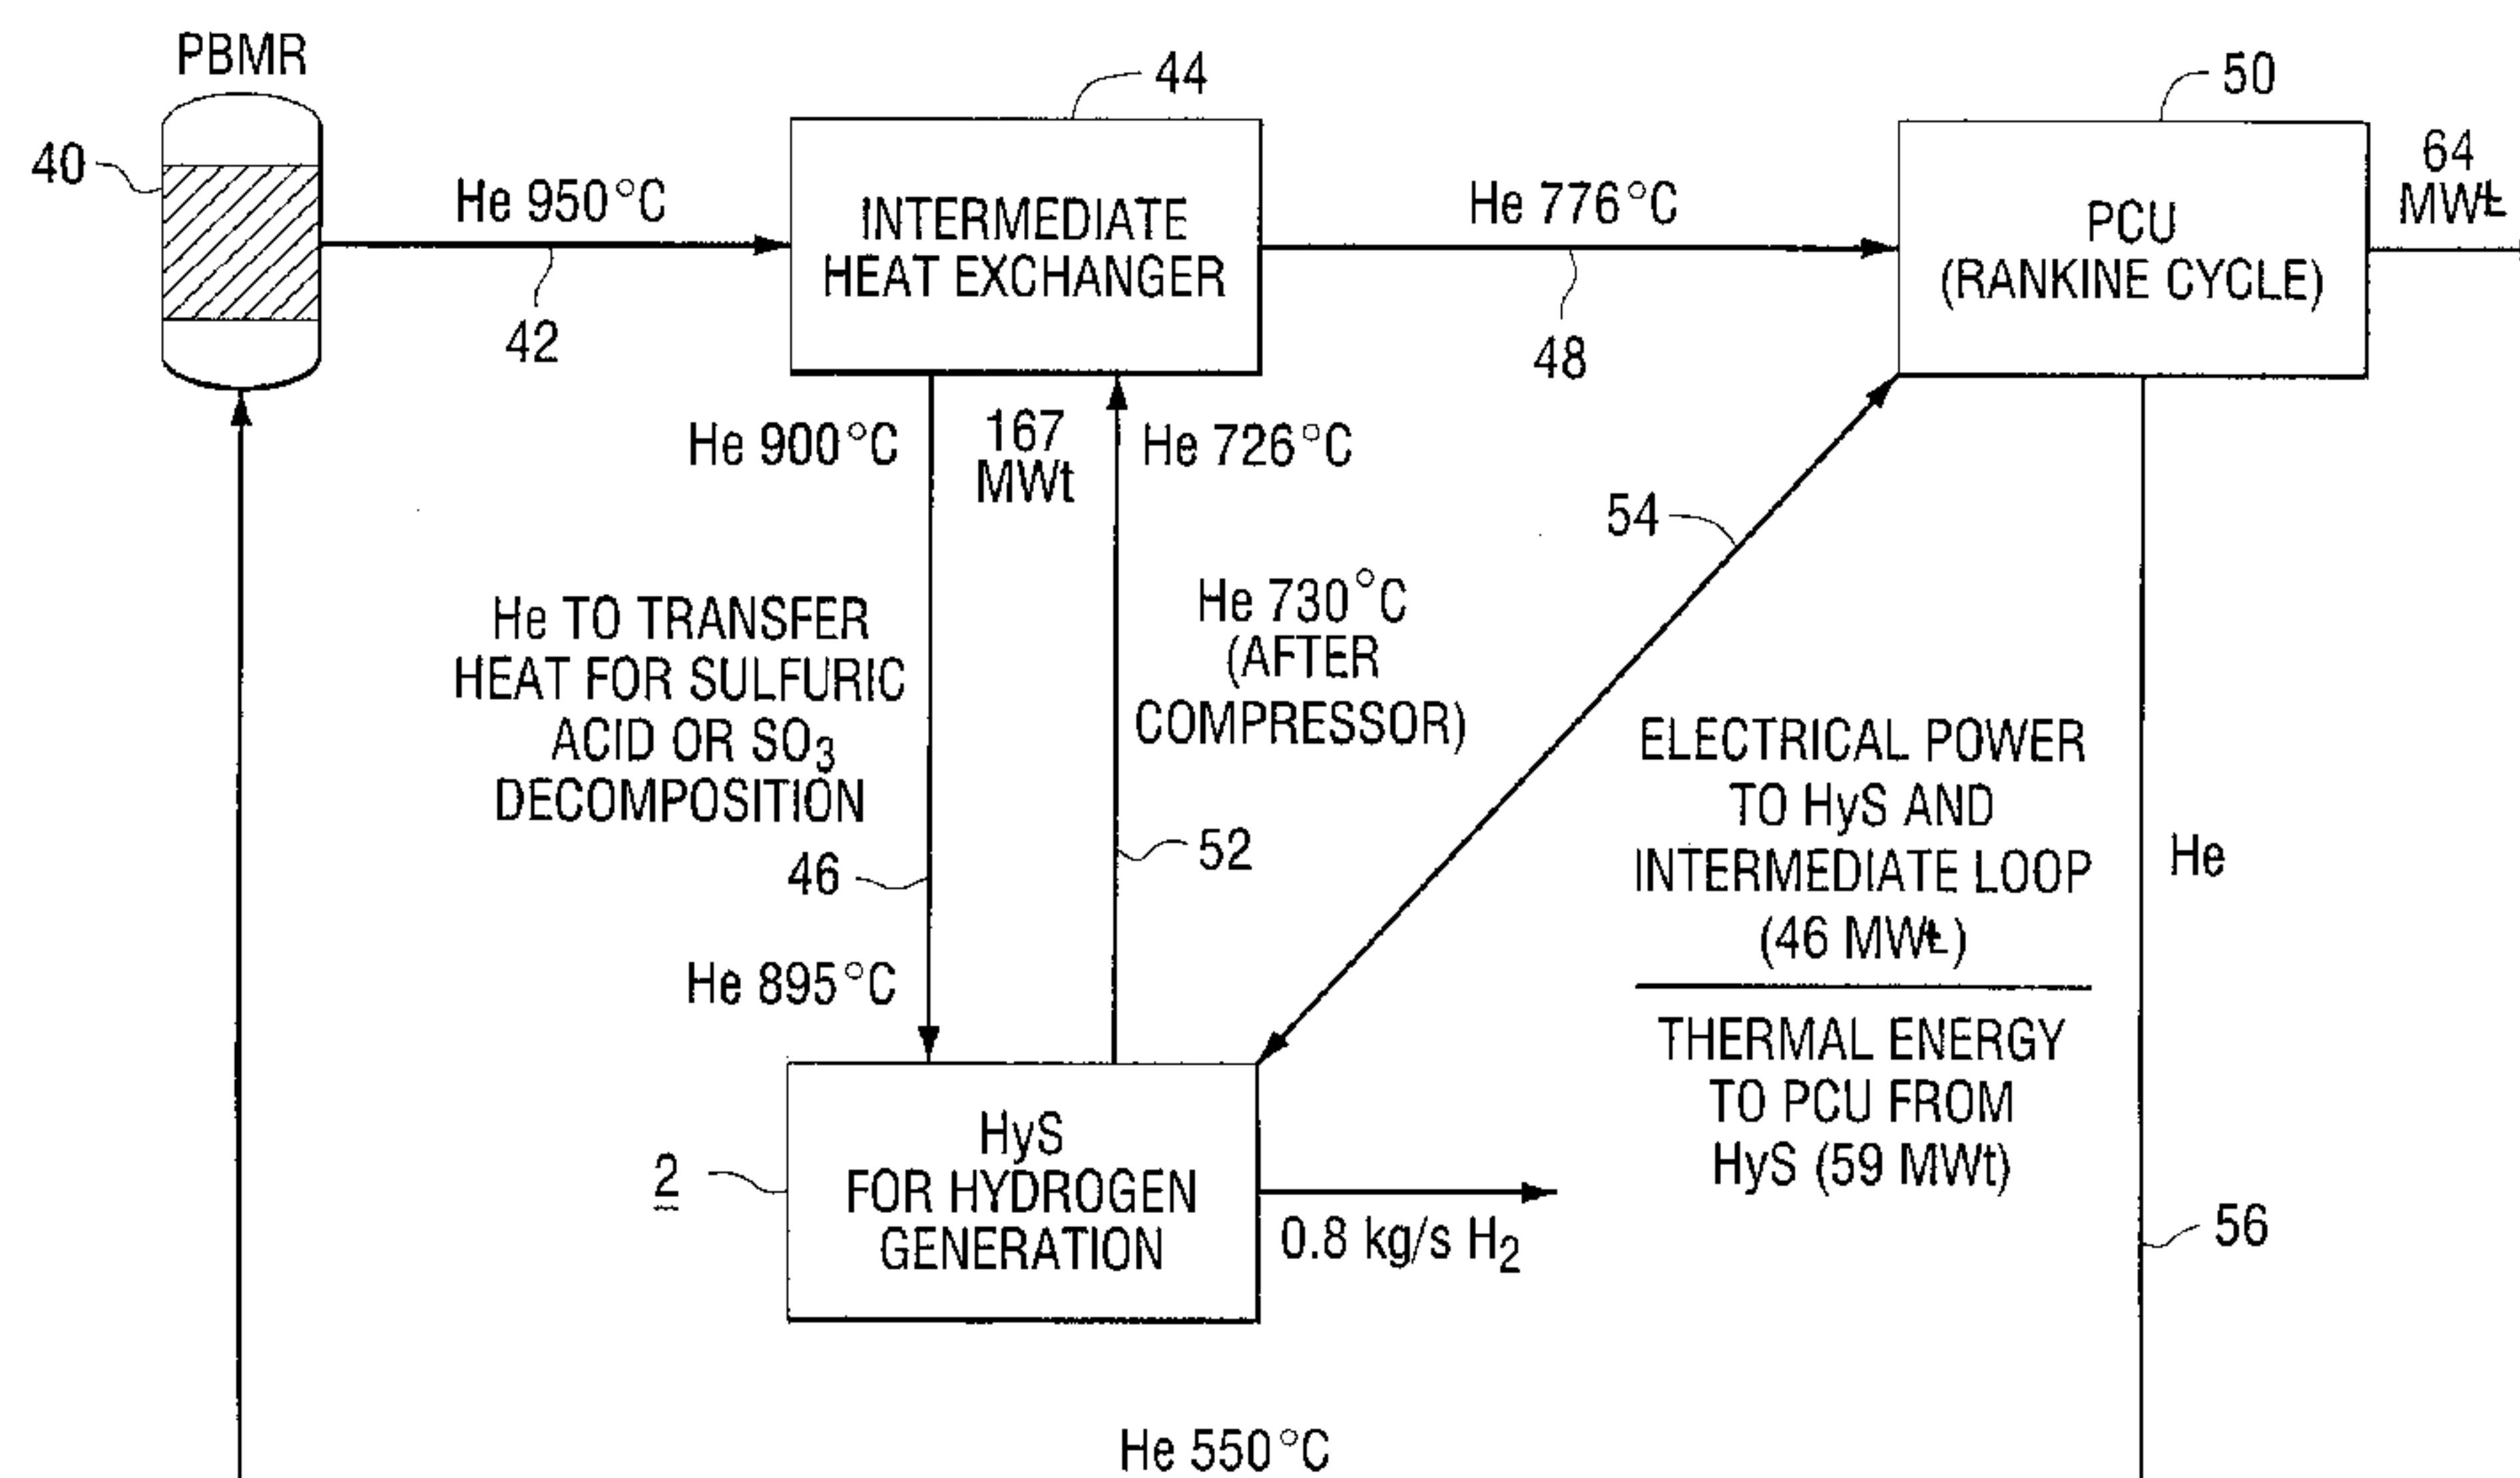 PBMR
40
He 950°C
42
44
INTERMEDIATE
HEAT EXCHANGER
He 776°C
48
50
PCU
(RANKINE CYCLE)
64
He 900°C
167
MWt
He 726°C
54
He TO TRANSFER
HEAT FOR SULFURIC
ACID OR SO3
DECOMPOSITION
He 730°C
(AFTER
COMPRESSOR)
46
52
He 895°C
ELECTRICAL POWER
TO HyS AND
INTERMEDIATE LOOP
(46
THERMAL ENERGY
TO PCU FROM
HyS (59 MWt)
He
56
2
HyS
FOR HYDROGEN
GENERATION
0.8 kg/s H2
He 550°C